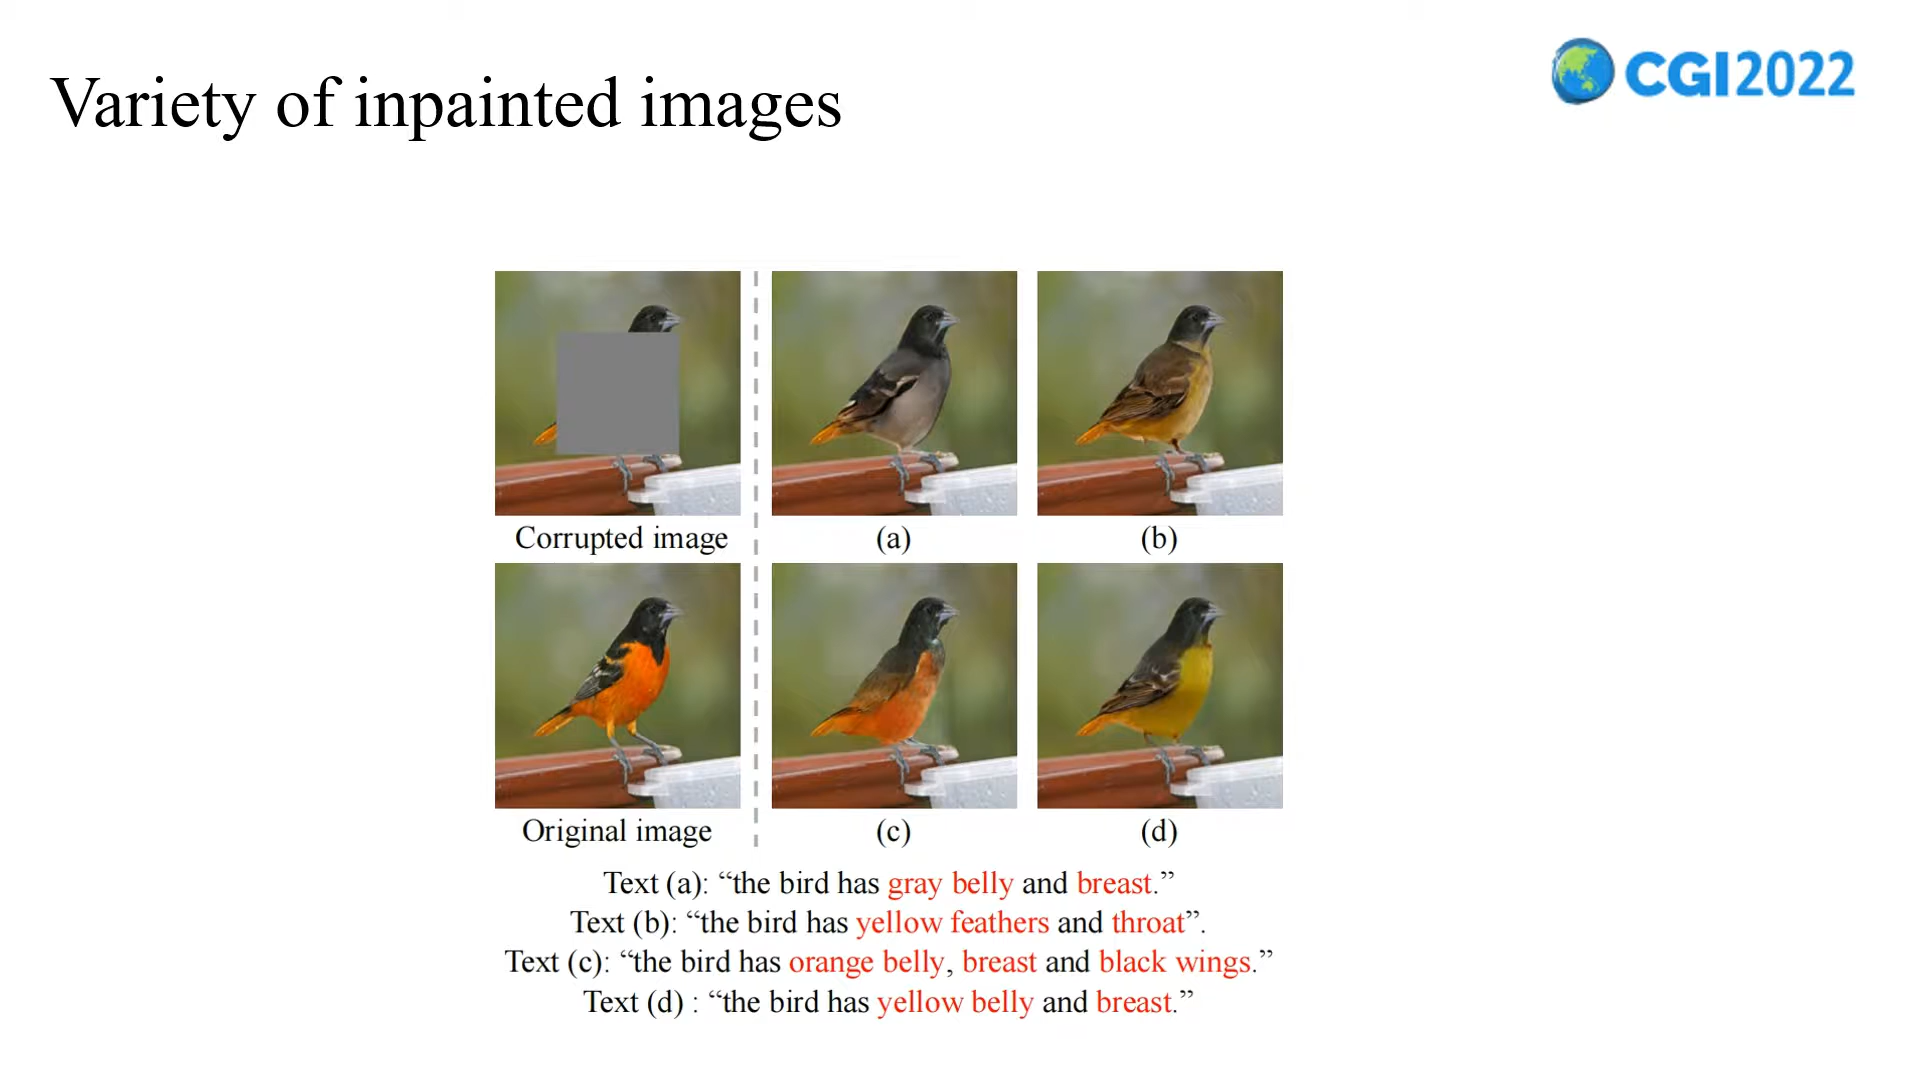 Variety of inpainted images
CGI2022
Corrupted image
(a)
(b)
Original image
(c)
(d)
Text (a): “the bird has gray belly and breast.”
Text (b): “the bird has yellow feathers and throat”.
Text (c): “the bird has orange belly, breast and black wings.”
Text (d) : “the bird has yellow belly and breast.”